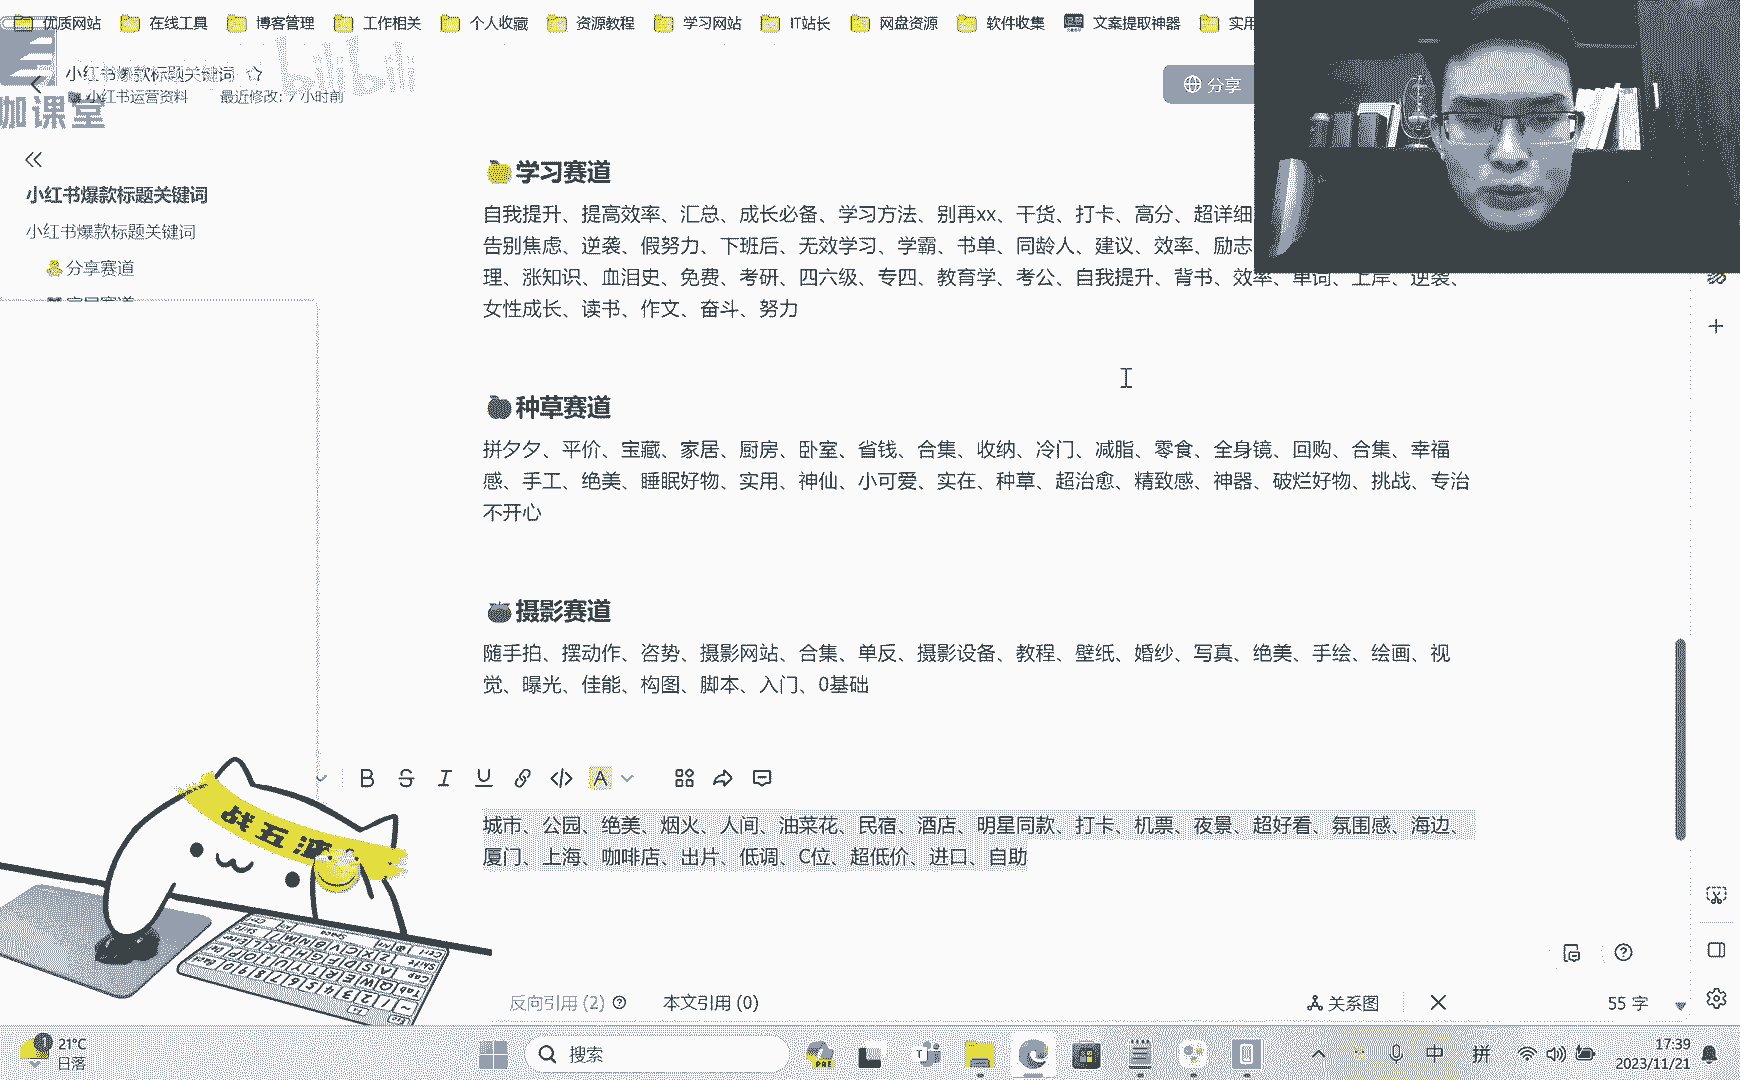 优质网站 在线工具 博客管理 工作相关 个人收藏 资源教程 学习网站 IT站长 网盘资源 软件收集 文案提取神器 实用
bilibili
小红书爆款标题关键词
小红书运营资料 最近修改: 7 小时前
分享
咖课堂
小红书爆款标题关键词
小红书爆款标题关键词
分享赛道
学习赛道
自我提升、提高效率、汇总、成长必备、学习方法、别再xx、干货、打卡、高分、超详细
告别焦虑、逆袭、假努力、下班后、无效学习、学霸、书单、同龄人、建议、效率、励志
理、涨知识、血泪史、免费、考研、四六级、专四、教育学、考公、自我提升、背书、效率、单词、上岸、逆袭、
女性成长、读书、作文、奋斗、努力
种草赛道
拼夕夕、平价、宝藏、家居、厨房、卧室、省钱、合集、收纳、冷门、减脂、零食、全身镜、回购、合集、幸福
感、手工、绝美、睡眠好物、实用、神仙、小可爱、实在、种草、超治愈、精致感、神器、破烂好物、挑战、专治
不开心
摄影赛道
随手拍、摆动作、咨势、摄影网站、合集、单反、摄影设备、教程、壁纸、婚纱、写真、绝美、手绘、绘画、视
觉、曝光、佳能、构图、脚本、入门、0基础
B S I U A
城市、公园、绝美、烟火、人间、油菜花、民宿、酒店、明星同款、打卡、机票、夜景、超好看、氛围感、海边、
厦门、上海、咖啡店、出片、低调、C位、超低价、进口、自助
反向引用 (2) 本文引用 (0) 关系图 55 字
21°C
日落
搜索
PRE
中 拼
17:39
2023/11/21